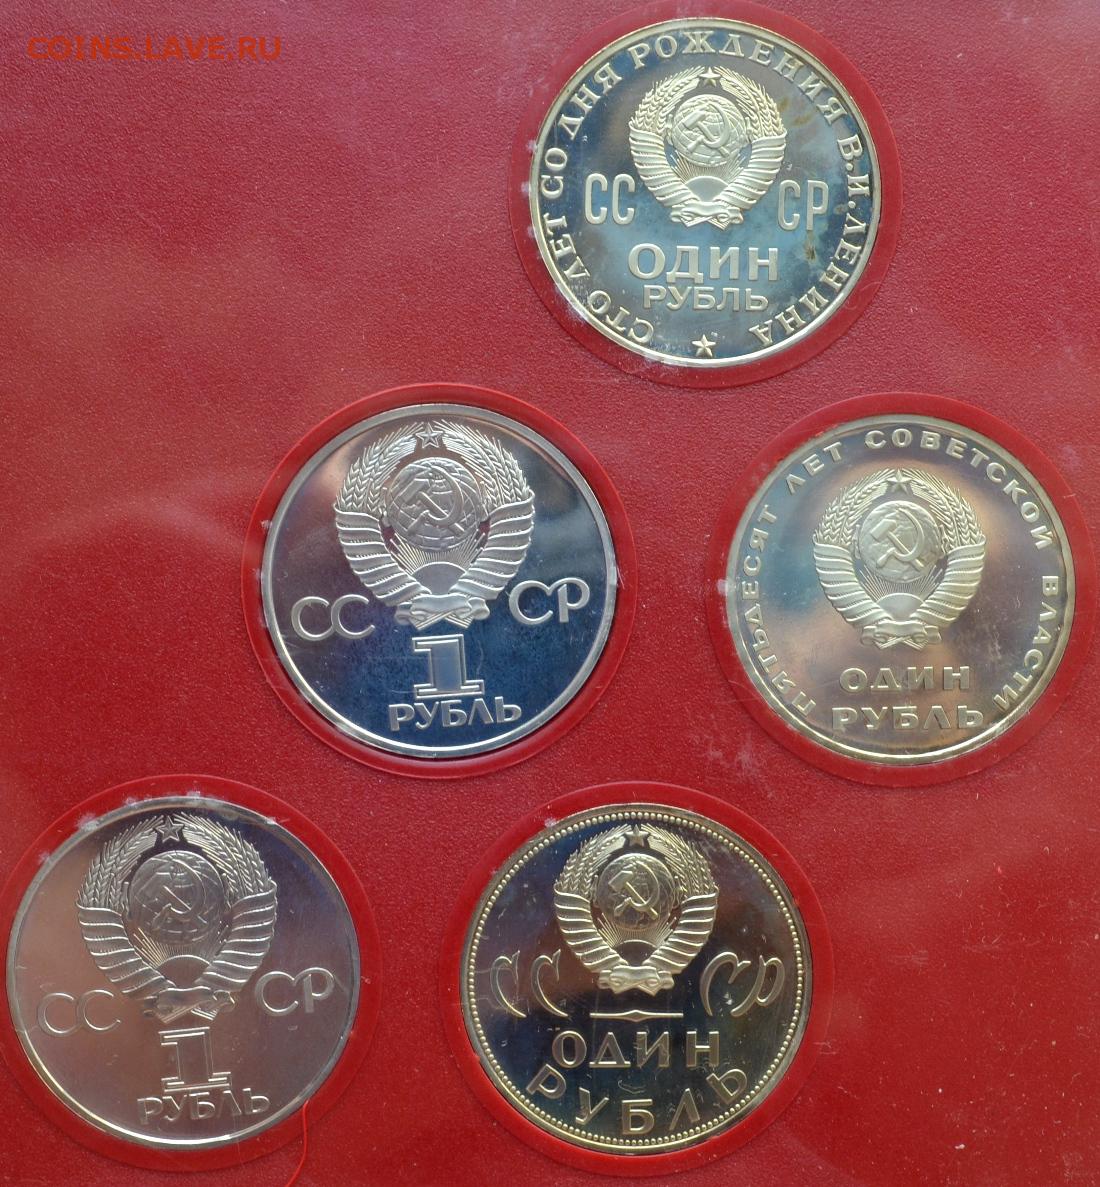 COINS.LAVE.RU
СТО ЛЕТ СО ДНЯ РОЖДЕНИЯ В.И.ЛЕНИНА
СС СР
ОДИН
РУБЛЬ
СС СР
1
РУБЛЬ
ПЯТЬДЕСЯТ ЛЕТ СОВЕТСКОЙ ВЛАСТИ
ОДИН
РУБЛЬ
СС СР
1
РУБЛЬ
СС СР
ОДИН
РУБЛЬ